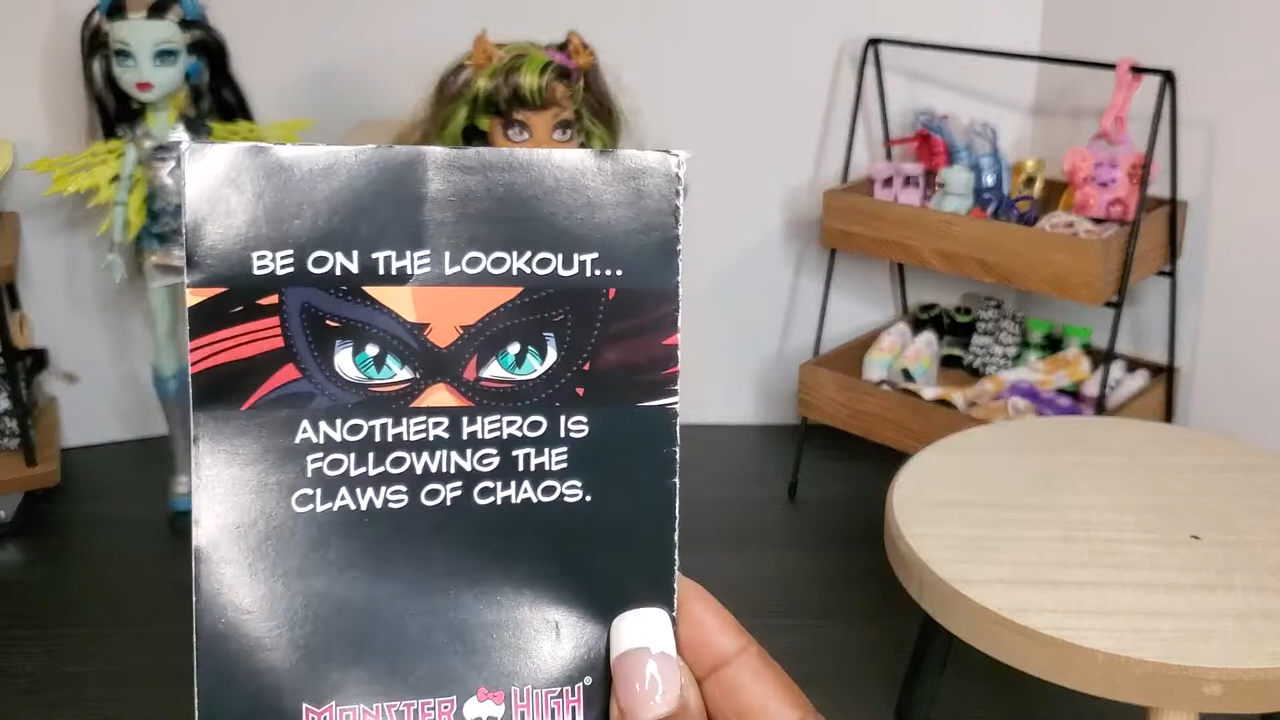 BE ON THE LOOKOUT...
ANOTHER HERO IS
FOLLOWING THE
CLAWS OF CHAOS.
MONSTER HIGH®